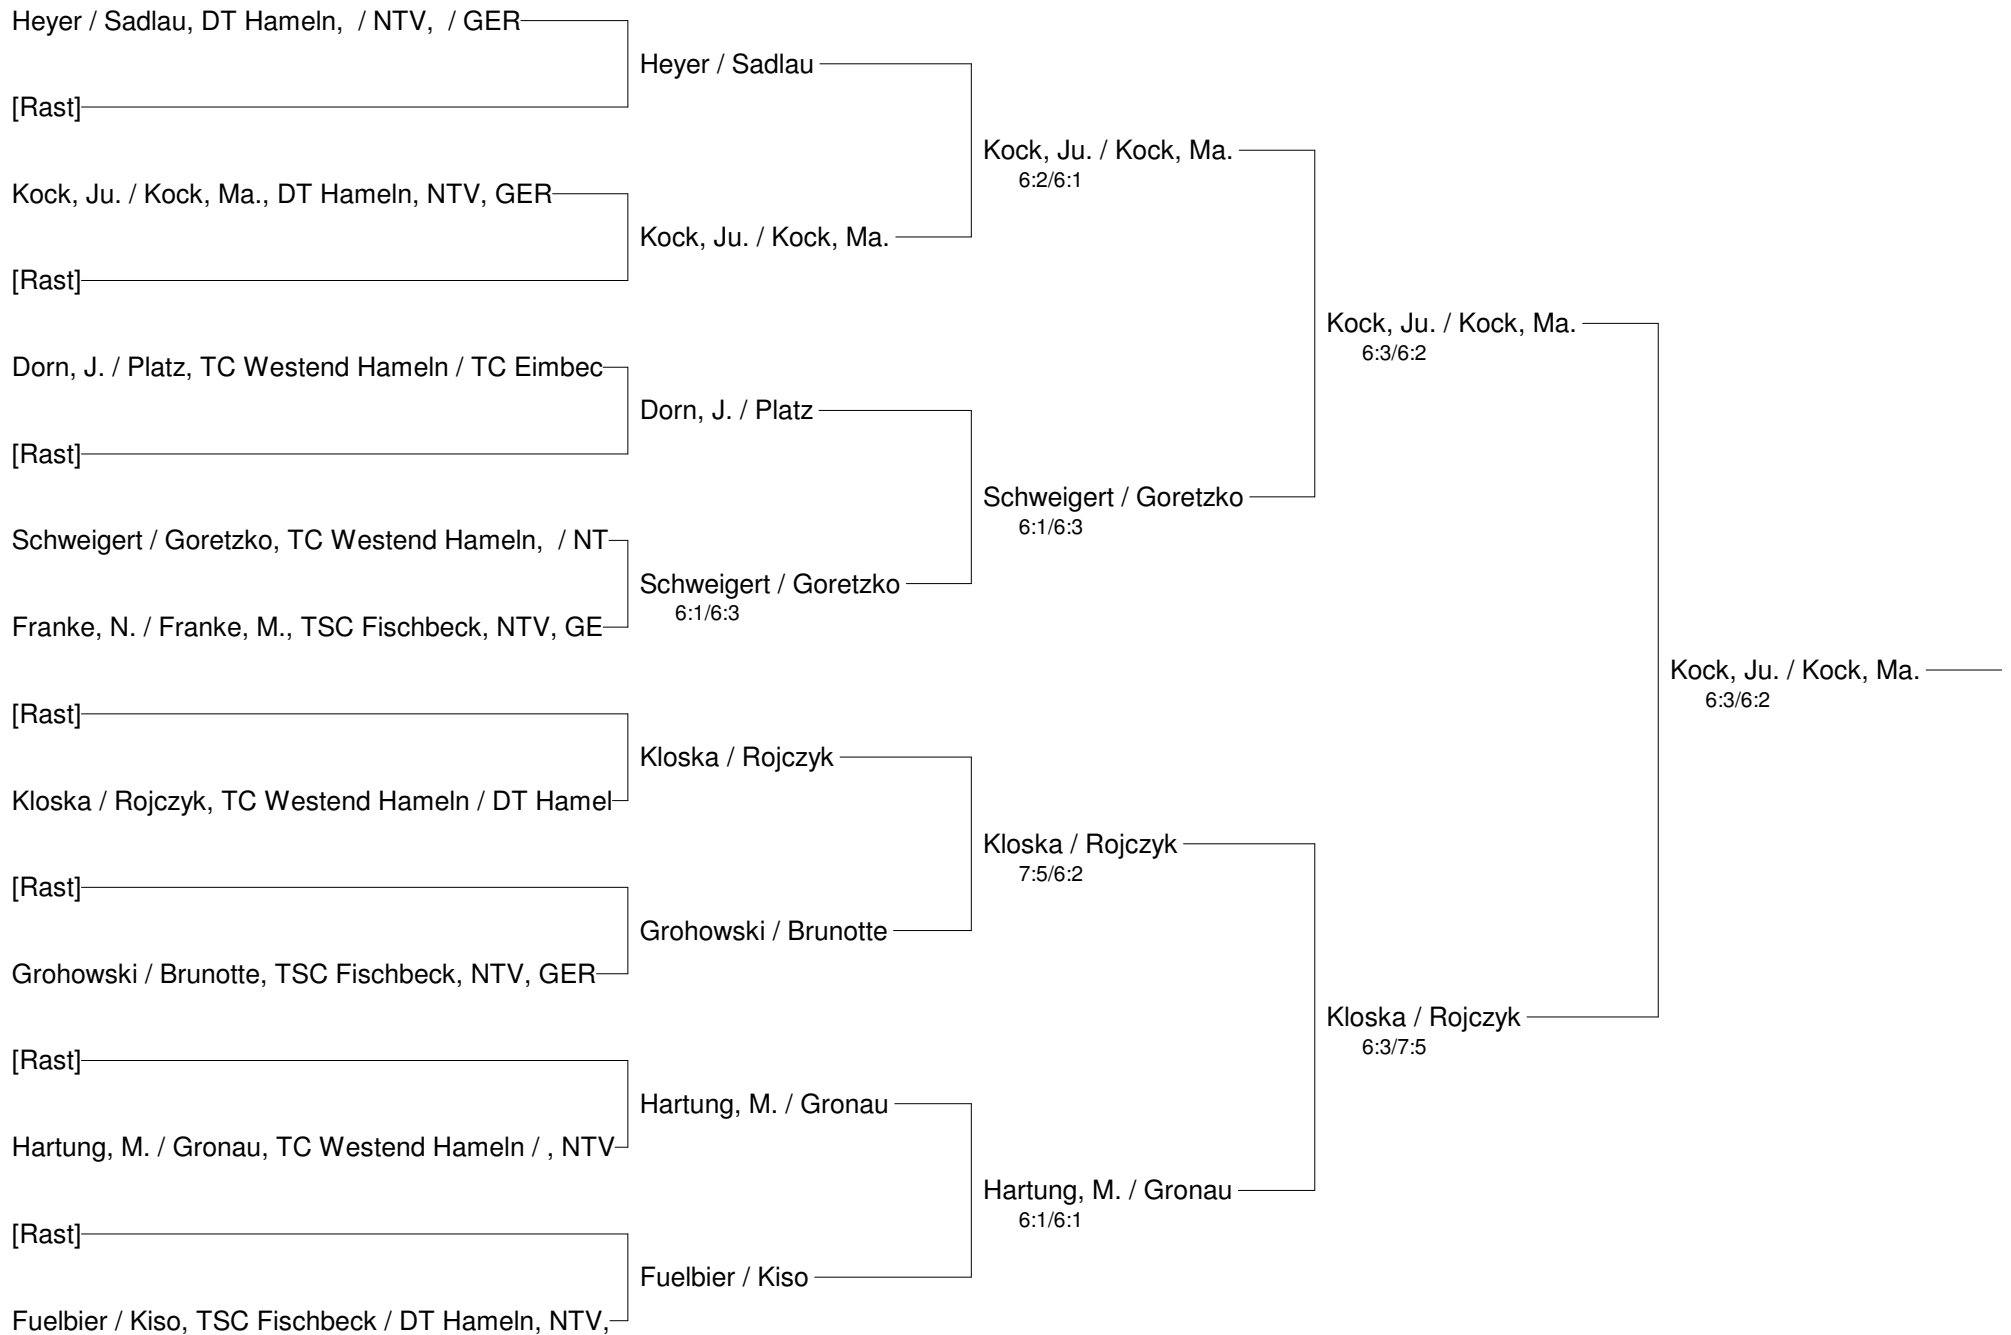 Heyer / Sadlau, DT Hameln,  / NTV,  / GER
[Rast]
Kock, Ju. / Kock, Ma., DT Hameln, NTV, GER
[Rast]
Dorn, J. / Platz, TC Westend Hameln / TC Eimbec
[Rast]
Schweigert / Goretzko, TC Westend Hameln,  / NT
Franke, N. / Franke, M., TSC Fischbeck, NTV, GE
[Rast]
Kloska / Rojczyk, TC Westend Hameln / DT Hamel
[Rast]
Grohowski / Brunotte, TSC Fischbeck, NTV, GER
[Rast]
Hartung, M. / Gronau, TC Westend Hameln / , NTV
[Rast]
Fuelbier / Kiso, TSC Fischbeck / DT Hameln, NTV,
Heyer / Sadlau
Kock, Ju. / Kock, Ma.
Dorn, J. / Platz
Schweigert / Goretzko
6:1/6:3
Kloska / Rojczyk
Grohowski / Brunotte
Hartung, M. / Gronau
Fuelbier / Kiso
Kock, Ju. / Kock, Ma.
6:2/6:1
Schweigert / Goretzko
6:1/6:3
Kloska / Rojczyk
7:5/6:2
Hartung, M. / Gronau
6:1/6:1
Kock, Ju. / Kock, Ma.
6:3/6:2
Kloska / Rojczyk
6:3/7:5
Kock, Ju. / Kock, Ma.
6:3/6:2